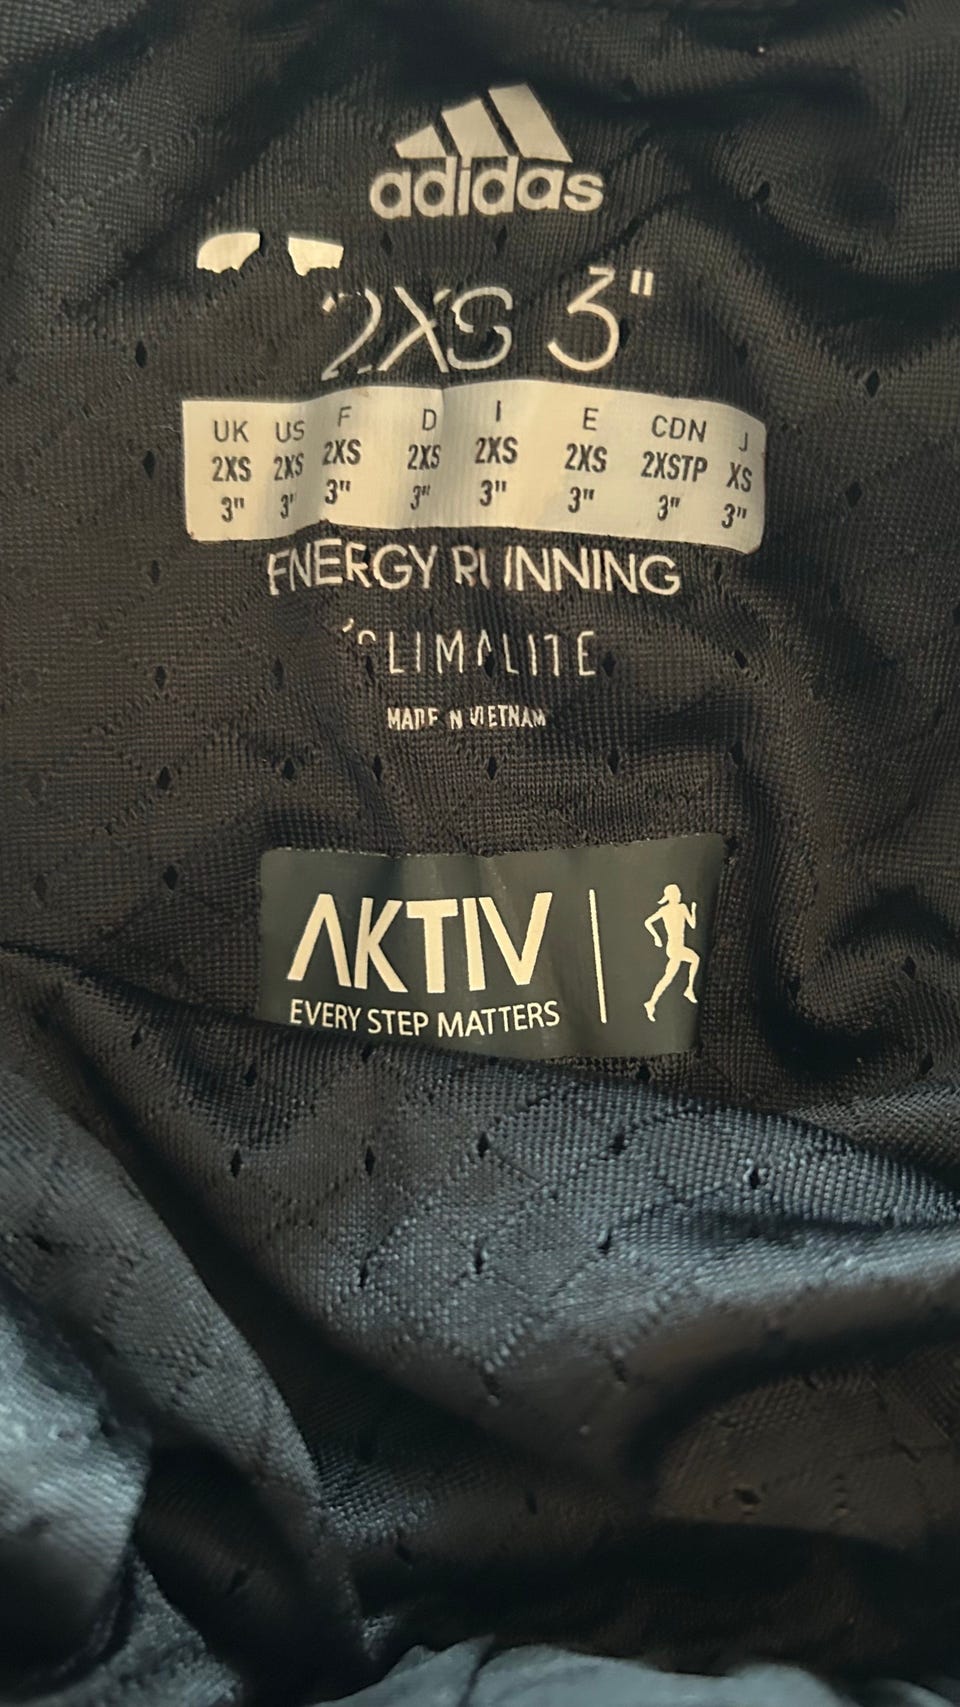 adidas
2XS 3"
UK US F D I E CDN J
2XS 2XS 2XS 2XS 2XS 2XS 2XSTP XS
3" 3" 3" 3" 3" 3" 3" 3"
ENERGY RUNNING
CLIMALITE
MADE IN VIETNAM
AKTIV
EVERY STEP MATTERS